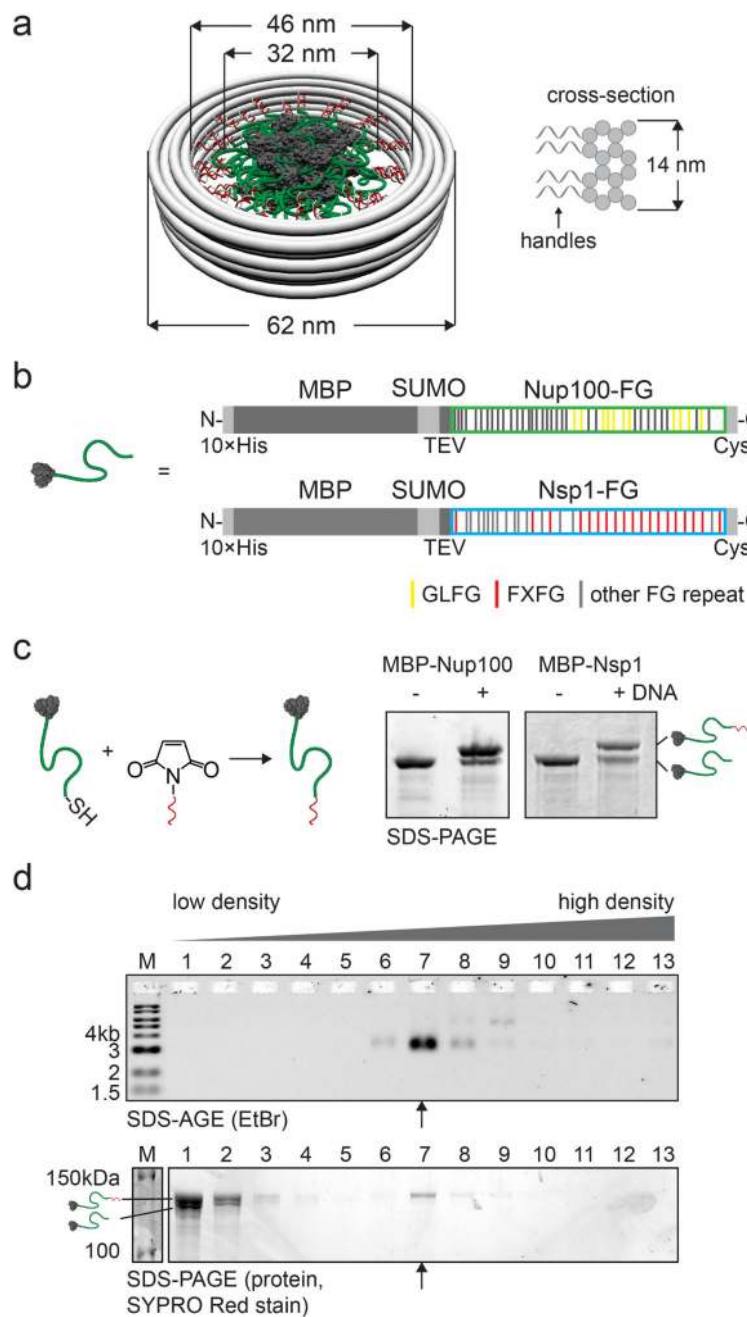 a
46 nm
32 nm
62 nm
cross-section
14 nm
handles
b
MBP SUMO Nup100-FG
N-
10×His TEV Cys
MBP SUMO Nsp1-FG
N-
10×His TEV Cys
GLFG FXFG other FG repeat
c
MBP-Nup100 MBP-Nsp1
- + - + DNA
+
O N O
-SH
SDS-PAGE
d
low density high density
M 1 2 3 4 5 6 7 8 9 10 11 12 13
4kb
3
2
1.5
SDS-AGE (EtBr)
M 1 2 3 4 5 6 7 8 9 10 11 12 13
150kDa
100
SDS-PAGE (protein,
SYPRO Red stain)